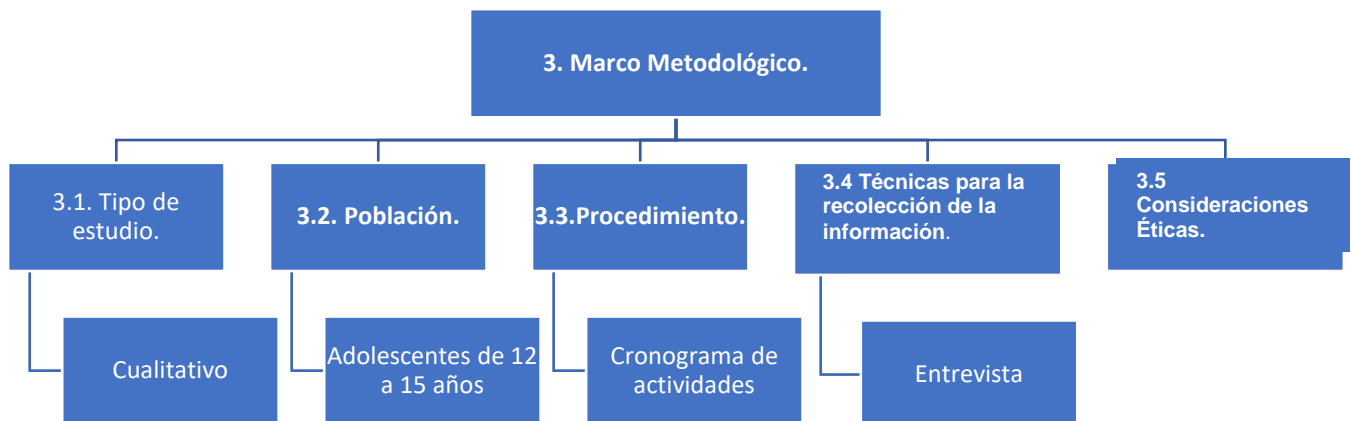 3. Marco Metodológico.
3.1. Tipo de
estudio.
3.2. Población.
3.3.Procedimiento.
3.4 Técnicas para la
recolección de la
información.
3.5
Consideraciones
Éticas.
Cualitativo
Adolescentes de 12
a 15 años
Cronograma de
actividades
Entrevista